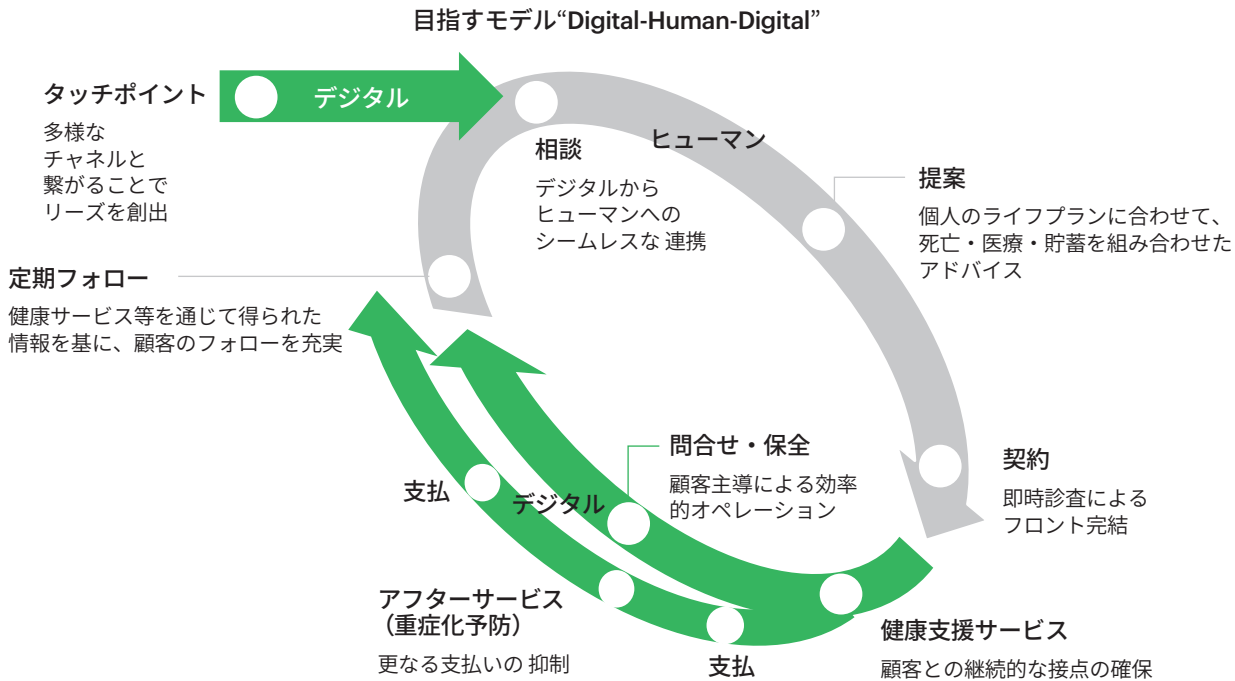 目指すモデル“Digital-Human-Digital”
タッチポイント
多様な
チャネルと
繋がることで
リーズを創出
デジタル
相談
デジタルから
ヒューマンへの
シームレスな 連携
ヒューマン
提案
個人のライフプランに合わせて、
死亡・医療・貯蓄を組み合わせた
アドバイス
定期フォロー
健康サービス等を通じて得られた
情報を基に、顧客のフォローを充実
契約
即時診査による
フロント完結
問合せ・保全
顧客主導による効率
的オペレーション
支払
デジタル
アフターサービス
（重症化予防）
更なる支払いの 抑制
支払
健康支援サービス
顧客との継続的な接点の確保